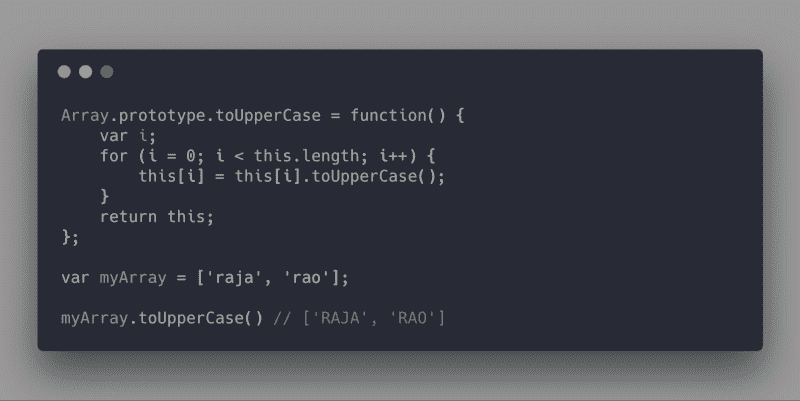 Array.prototype.toUpperCase = function() {
    var i;
    for (i = 0; i < this.length; i++) {
        this[i] = this[i].toUpperCase();
    }
    return this;
};
var myArray = ['raja', 'rao'];
myArray.toUpperCase() // ['RAJA', 'RAO']